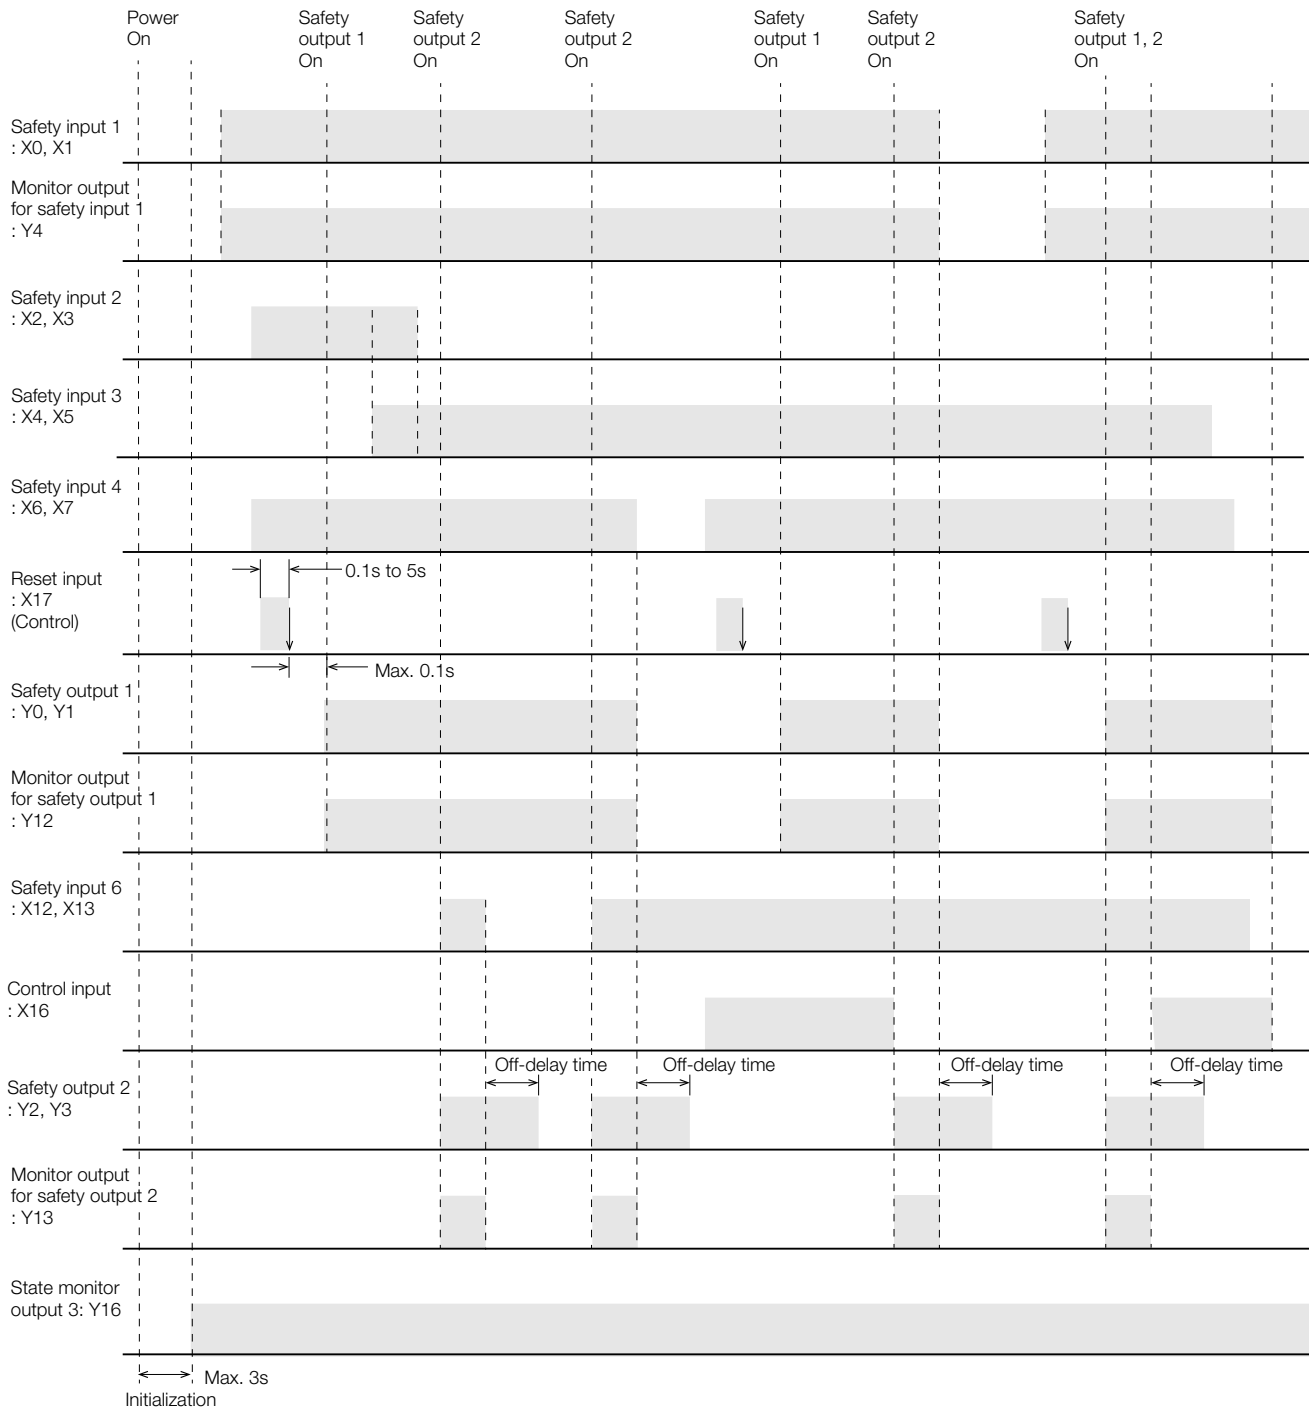 Power
On
Safety
output 1
On
Safety
output 2
On
Safety
output 2
On
Safety
output 1
On
Safety
output 2
On
Safety
output 1, 2
On
Safety input 1
: X0, X1
Monitor output
for safety input 1
: Y4
Safety input 2
: X2, X3
Safety input 3
: X4, X5
Safety input 4
: X6, X7
Reset input
: X17
(Control)
0.1s to 5s
Max. 0.1s
Safety output 1
: Y0, Y1
Monitor output
for safety output 1
: Y12
Safety input 6
: X12, X13
Control input
: X16
Off-delay time
Off-delay time
Off-delay time
Off-delay time
Safety output 2
: Y2, Y3
Monitor output
for safety output 2
: Y13
State monitor
output 3: Y16
Max. 3s
Initialization